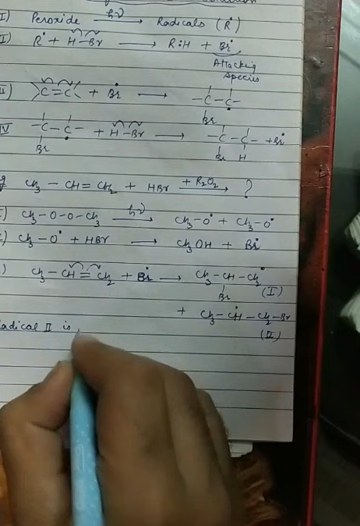 I) Peroxide —hν→ Radicals (R•)
II) R• + H-Br → R:H + Br•
Attacking
Species
III) >C=C< + Br• → -C-C-
Br
IV -C-C- + H-Br → -C-C- + Br•
Br
Br H
eg CH3 - CH = CH2 + HBr + R2O2 → ?
CH3-O-O-CH3 —hν→ CH3-O• + CH3-O•
CH3-O• + HBr → CH3OH + Br•
) CH3-CH=CH2 + Br• → CH3-CH-CH2•
Br (I)
+ CH3-CH-CH2-Br
(II)
Radical II is